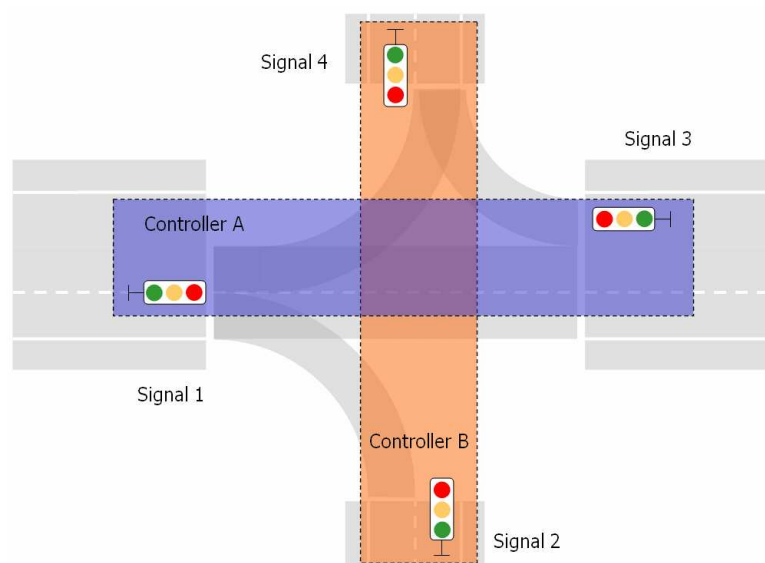 Signal 4
Signal 3
Controller A
Signal 1
Controller B
Signal 2